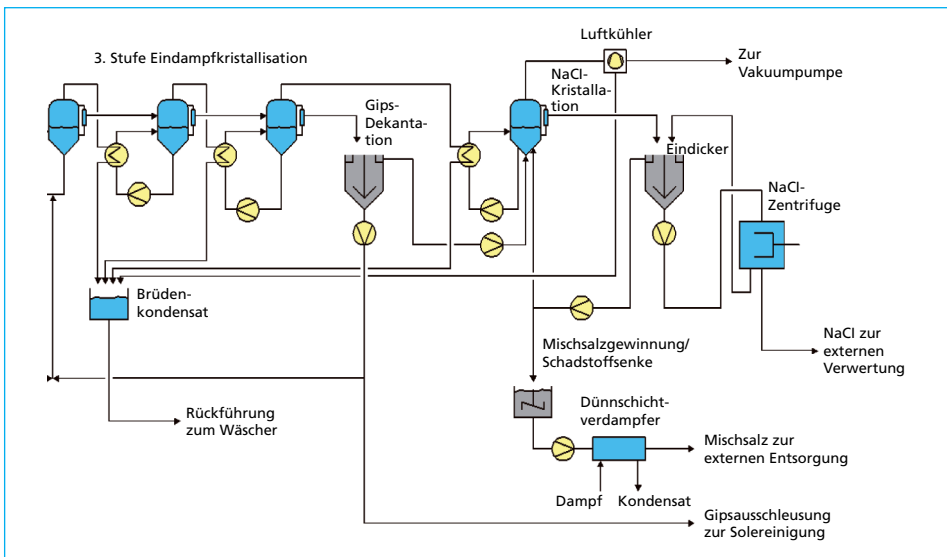 Luftkühler
3. Stufe Eindampfkristallisation
Zur
Vakuumpumpe
NaCl-
Kristalla-
tion
Gips-
Dekanta-
tion
Eindicker
NaCl-
Zentrifuge
Brüden-
kondensat
NaCl zur
externen
Verwertung
Mischsalzgewinnung/
Schadstoffsenke
Rückführung
zum Wäscher
Dünnschicht-
verdampfer
Mischsalz zur
externen Entsorgung
Dampf
Kondensat
Gipsausschleusung
zur Solereinigung